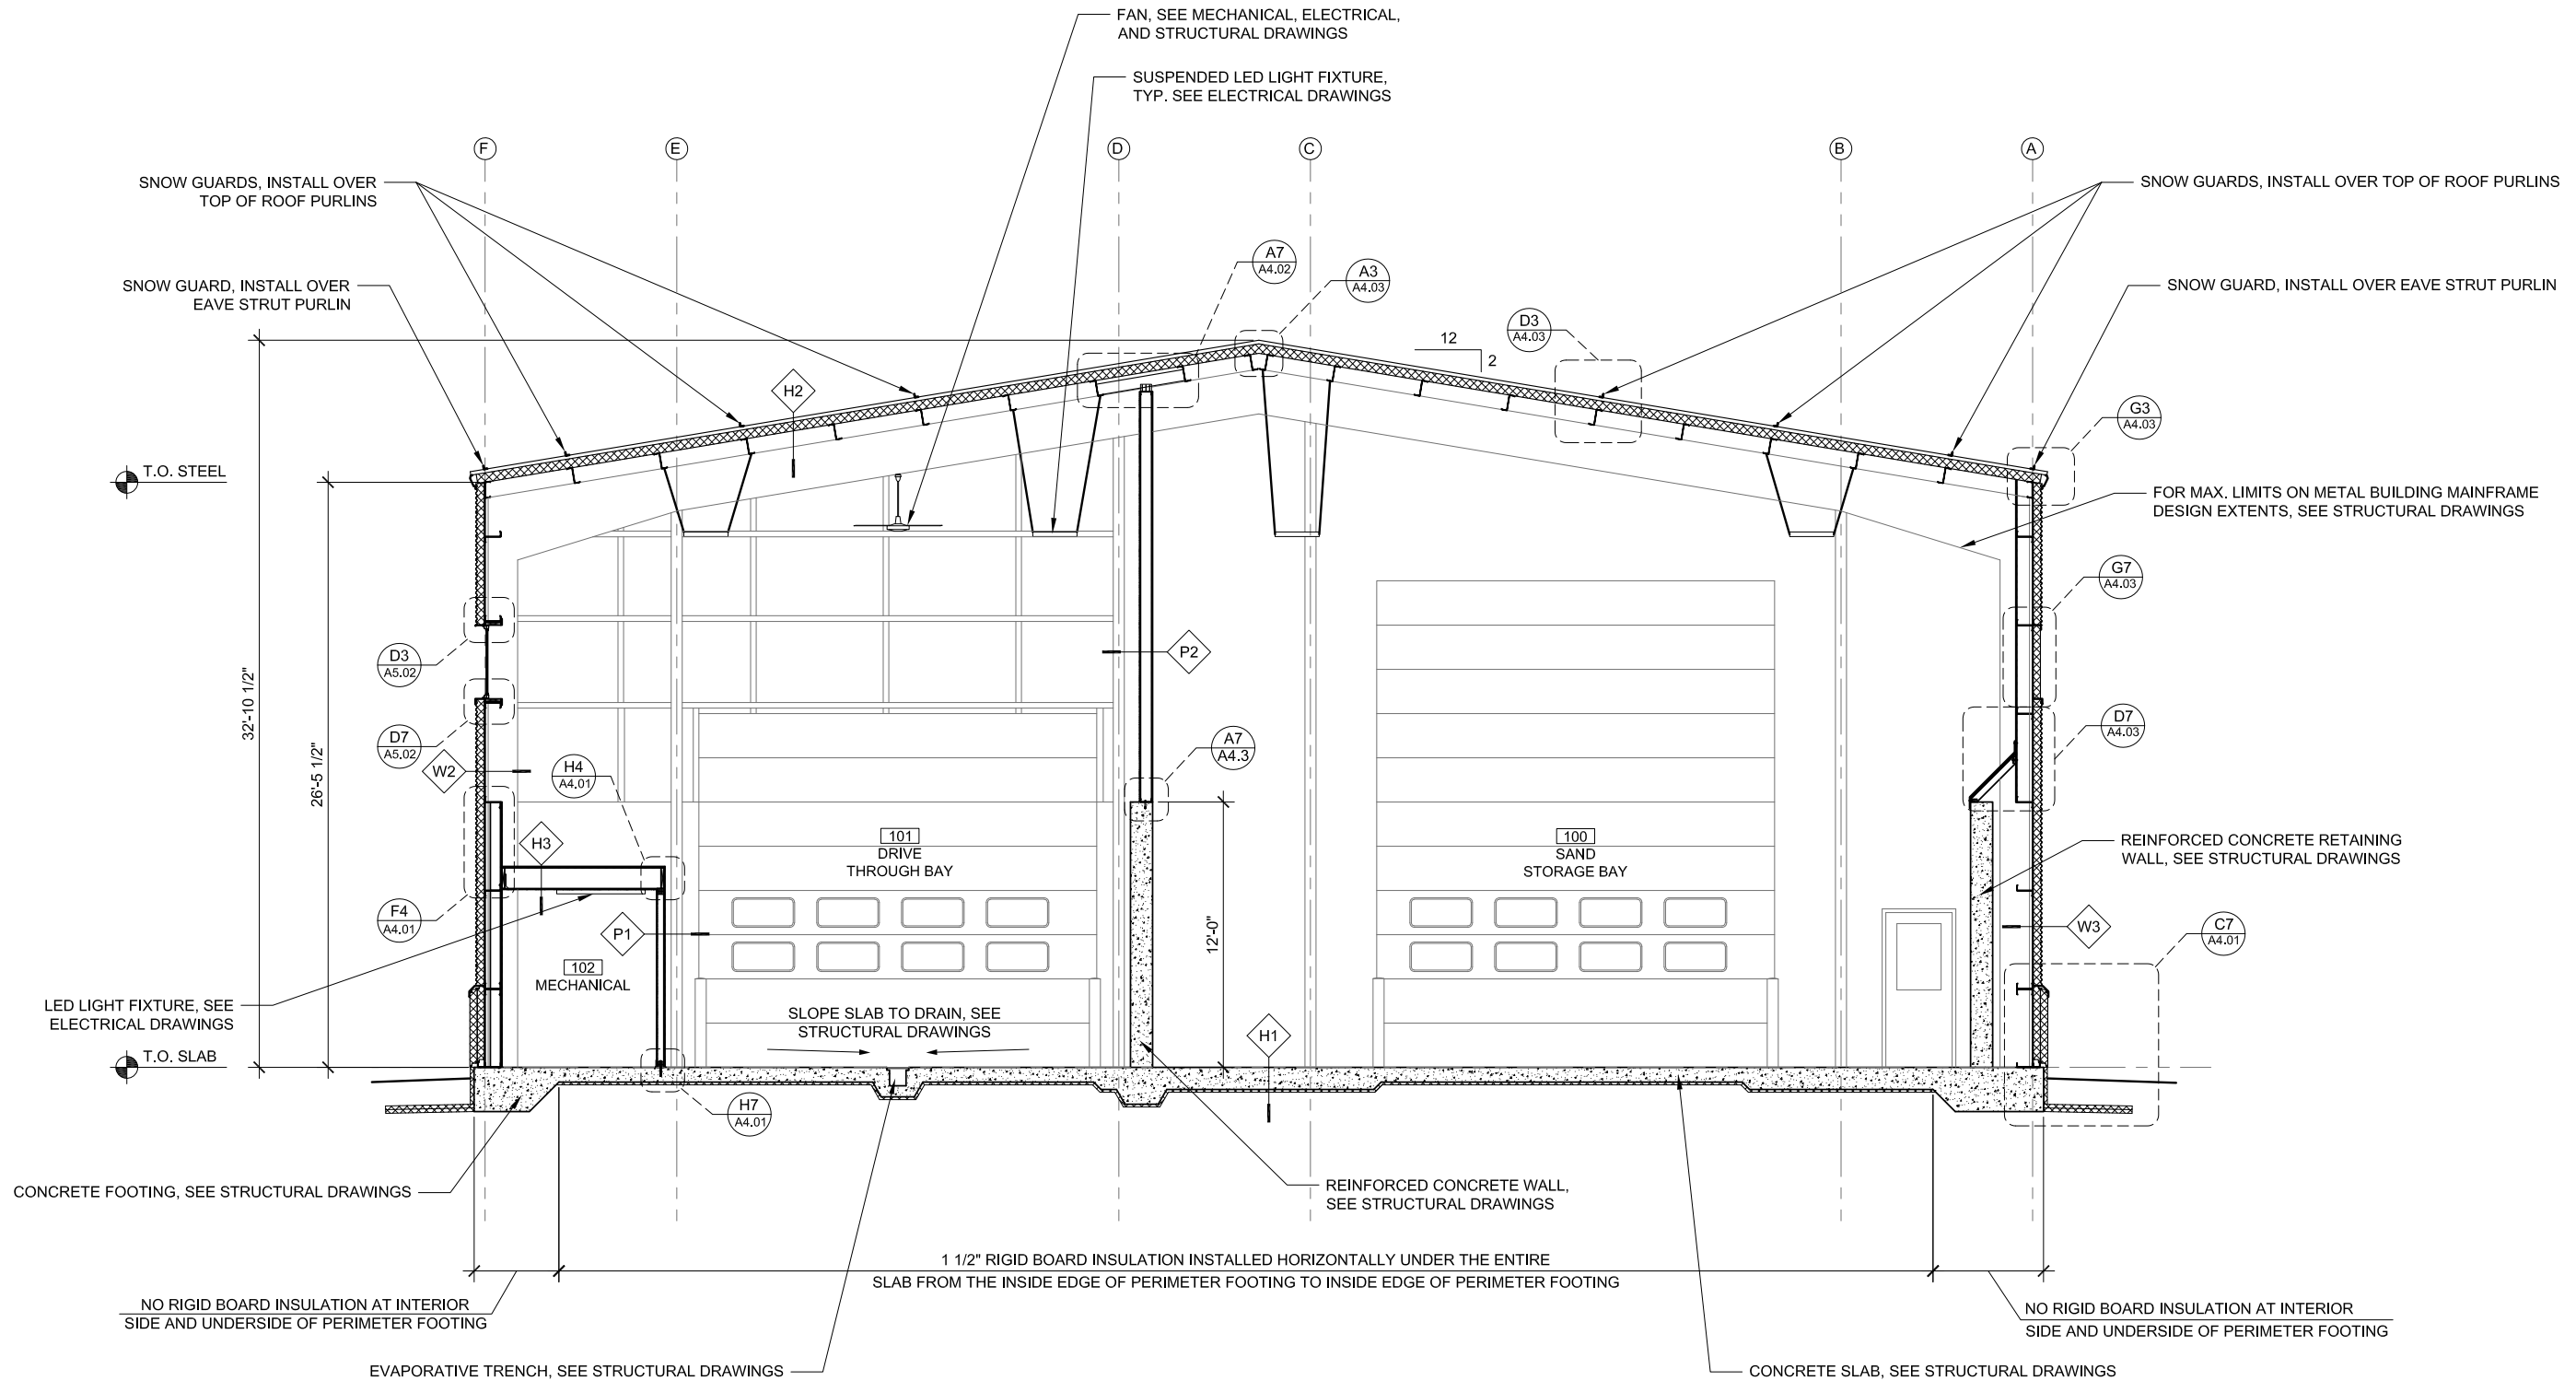 FAN, SEE MECHANICAL, ELECTRICAL,
AND STRUCTURAL DRAWINGS
SUSPENDED LED LIGHT FIXTURE,
TYP. SEE ELECTRICAL DRAWINGS
F
E
D
C
B
A
SNOW GUARDS, INSTALL OVER
TOP OF ROOF PURLINS
SNOW GUARDS, INSTALL OVER TOP OF ROOF PURLINS
SNOW GUARD, INSTALL OVER
EAVE STRUT PURLIN
A7
A4.02
A3
A4.03
SNOW GUARD, INSTALL OVER EAVE STRUT PURLIN
D3
A4.03
12
2
H2
G3
A4.03
T.O. STEEL
FOR MAX. LIMITS ON METAL BUILDING MAINFRAME
DESIGN EXTENTS, SEE STRUCTURAL DRAWINGS
G7
A4.03
D3
A5.02
P2
32'-10 1/2"
26'-5 1/2"
D7
A5.02
W2
H4
A4.01
A7
A4.3
D7
A4.03
H3
101
DRIVE
THROUGH BAY
100
SAND
STORAGE BAY
REINFORCED CONCRETE RETAINING
WALL, SEE STRUCTURAL DRAWINGS
F4
A4.01
P1
12'-0"
W3
C7
A4.01
102
MECHANICAL
LED LIGHT FIXTURE, SEE
ELECTRICAL DRAWINGS
SLOPE SLAB TO DRAIN, SEE
STRUCTURAL DRAWINGS
H1
T.O. SLAB
H7
A4.01
CONCRETE FOOTING, SEE STRUCTURAL DRAWINGS
REINFORCED CONCRETE WALL,
SEE STRUCTURAL DRAWINGS
1 1/2" RIGID BOARD INSULATION INSTALLED HORIZONTALLY UNDER THE ENTIRE
SLAB FROM THE INSIDE EDGE OF PERIMETER FOOTING TO INSIDE EDGE OF PERIMETER FOOTING
NO RIGID BOARD INSULATION AT INTERIOR
SIDE AND UNDERSIDE OF PERIMETER FOOTING
NO RIGID BOARD INSULATION AT INTERIOR
SIDE AND UNDERSIDE OF PERIMETER FOOTING
EVAPORATIVE TRENCH, SEE STRUCTURAL DRAWINGS
CONCRETE SLAB, SEE STRUCTURAL DRAWINGS